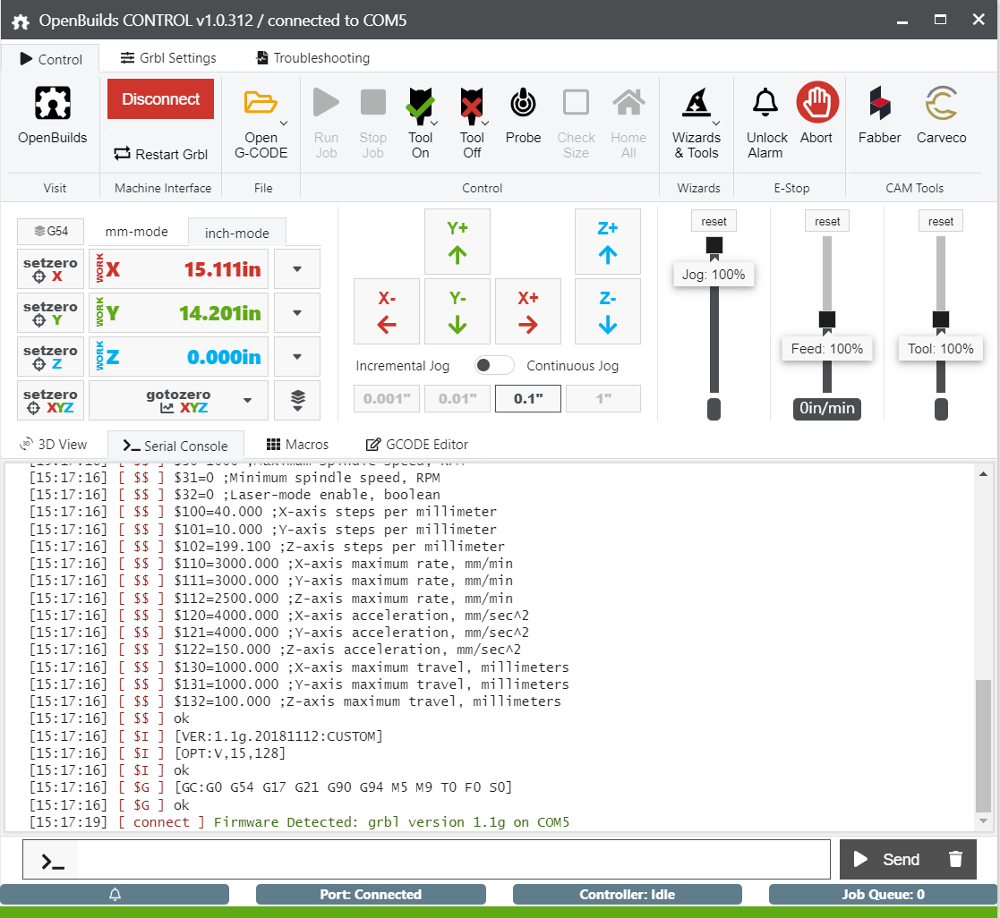 OpenBuilds CONTROL v1.0.312 / connected to COM5
Control Grbl Settings Troubleshooting
OpenBuilds
Visit
Disconnect
Restart Grbl
Machine Interface
Open
G-CODE
File
Run
Job
Stop
Job
Tool
On
Tool
Off
Probe
Check
Size
Home
All
Control
Wizards
& Tools
Wizards
Unlock
Alarm
Abort
E-Stop
Fabber
Carveco
CAM Tools
G54 mm-mode inch-mode
setzero
X
WORK X 15.111in
setzero
Y
WORK Y 14.201in
setzero
Z
WORK Z 0.000in
setzero
XYZ
gotozero
XYZ
Y+
Z+
X-
Y-
X+
Z-
Incremental Jog Continuous Jog
0.001" 0.01" 0.1" 1"
reset
Jog: 100%
reset
Feed: 100%
0in/min
reset
Tool: 100%
3D View Serial Console Macros GCODE Editor
[15:17:16] [ $$ ] $30=1000 ;Maximum spindle speed, RPM
[15:17:16] [ $$ ] $31=0 ;Minimum spindle speed, RPM
[15:17:16] [ $$ ] $32=0 ;Laser-mode enable, boolean
[15:17:16] [ $$ ] $100=40.000 ;X-axis steps per millimeter
[15:17:16] [ $$ ] $101=10.000 ;Y-axis steps per millimeter
[15:17:16] [ $$ ] $102=199.100 ;Z-axis steps per millimeter
[15:17:16] [ $$ ] $110=3000.000 ;X-axis maximum rate, mm/min
[15:17:16] [ $$ ] $111=3000.000 ;Y-axis maximum rate, mm/min
[15:17:16] [ $$ ] $112=2500.000 ;Z-axis maximum rate, mm/min
[15:17:16] [ $$ ] $120=4000.000 ;X-axis acceleration, mm/sec^2
[15:17:16] [ $$ ] $121=4000.000 ;Y-axis acceleration, mm/sec^2
[15:17:16] [ $$ ] $122=150.000 ;Z-axis acceleration, mm/sec^2
[15:17:16] [ $$ ] $130=1000.000 ;X-axis maximum travel, millimeters
[15:17:16] [ $$ ] $131=1000.000 ;Y-axis maximum travel, millimeters
[15:17:16] [ $$ ] $132=100.000 ;Z-axis maximum travel, millimeters
[15:17:16] [ $$ ] ok
[15:17:16] [ $I ] [VER:1.1g.20181112:CUSTOM]
[15:17:16] [ $I ] [OPT:V,15,128]
[15:17:16] [ $I ] ok
[15:17:16] [ $G ] [GC:G0 G54 G17 G21 G90 G94 M5 M9 T0 F0 S0]
[15:17:16] [ $G ] ok
[15:17:19] [ connect ] Firmware Detected: grbl version 1.1g on COM5
Send
Port: Connected Controller: Idle Job Queue: 0